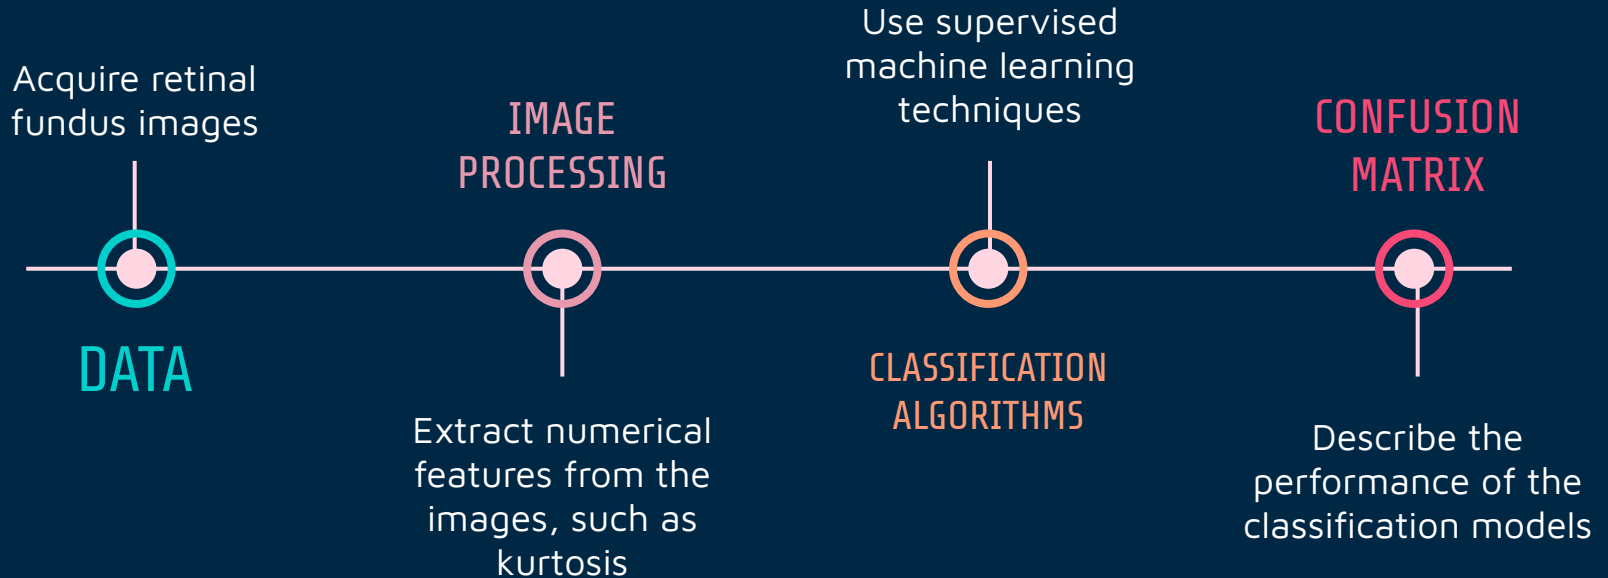 Acquire retinal
fundus images
DATA
IMAGE
PROCESSING
Extract numerical
features from the
images, such as
kurtosis
Use supervised
machine learning
techniques
CLASSIFICATION
ALGORITHMS
CONFUSION
MATRIX
Describe the
performance of the
classification models